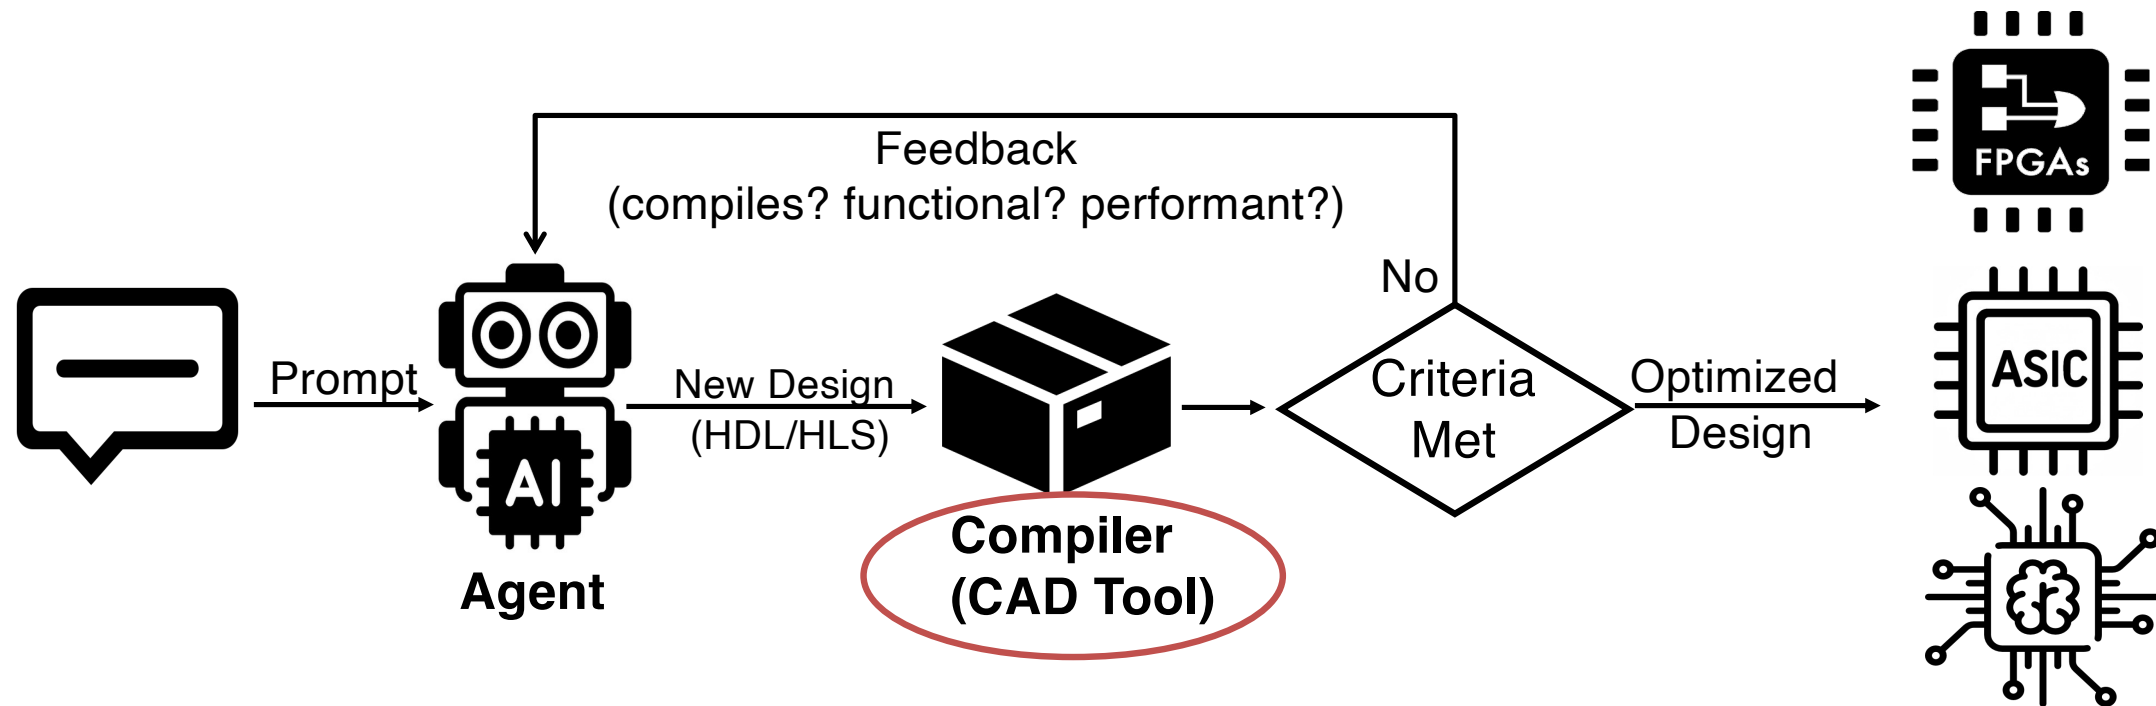 Prompt
AI
Agent
Feedback
(compiles? functional? performant?)
New Design
(HDL/HLS)
Compiler
(CAD Tool)
No
Criteria
Met
Optimized
Design
FPGAs
ASIC